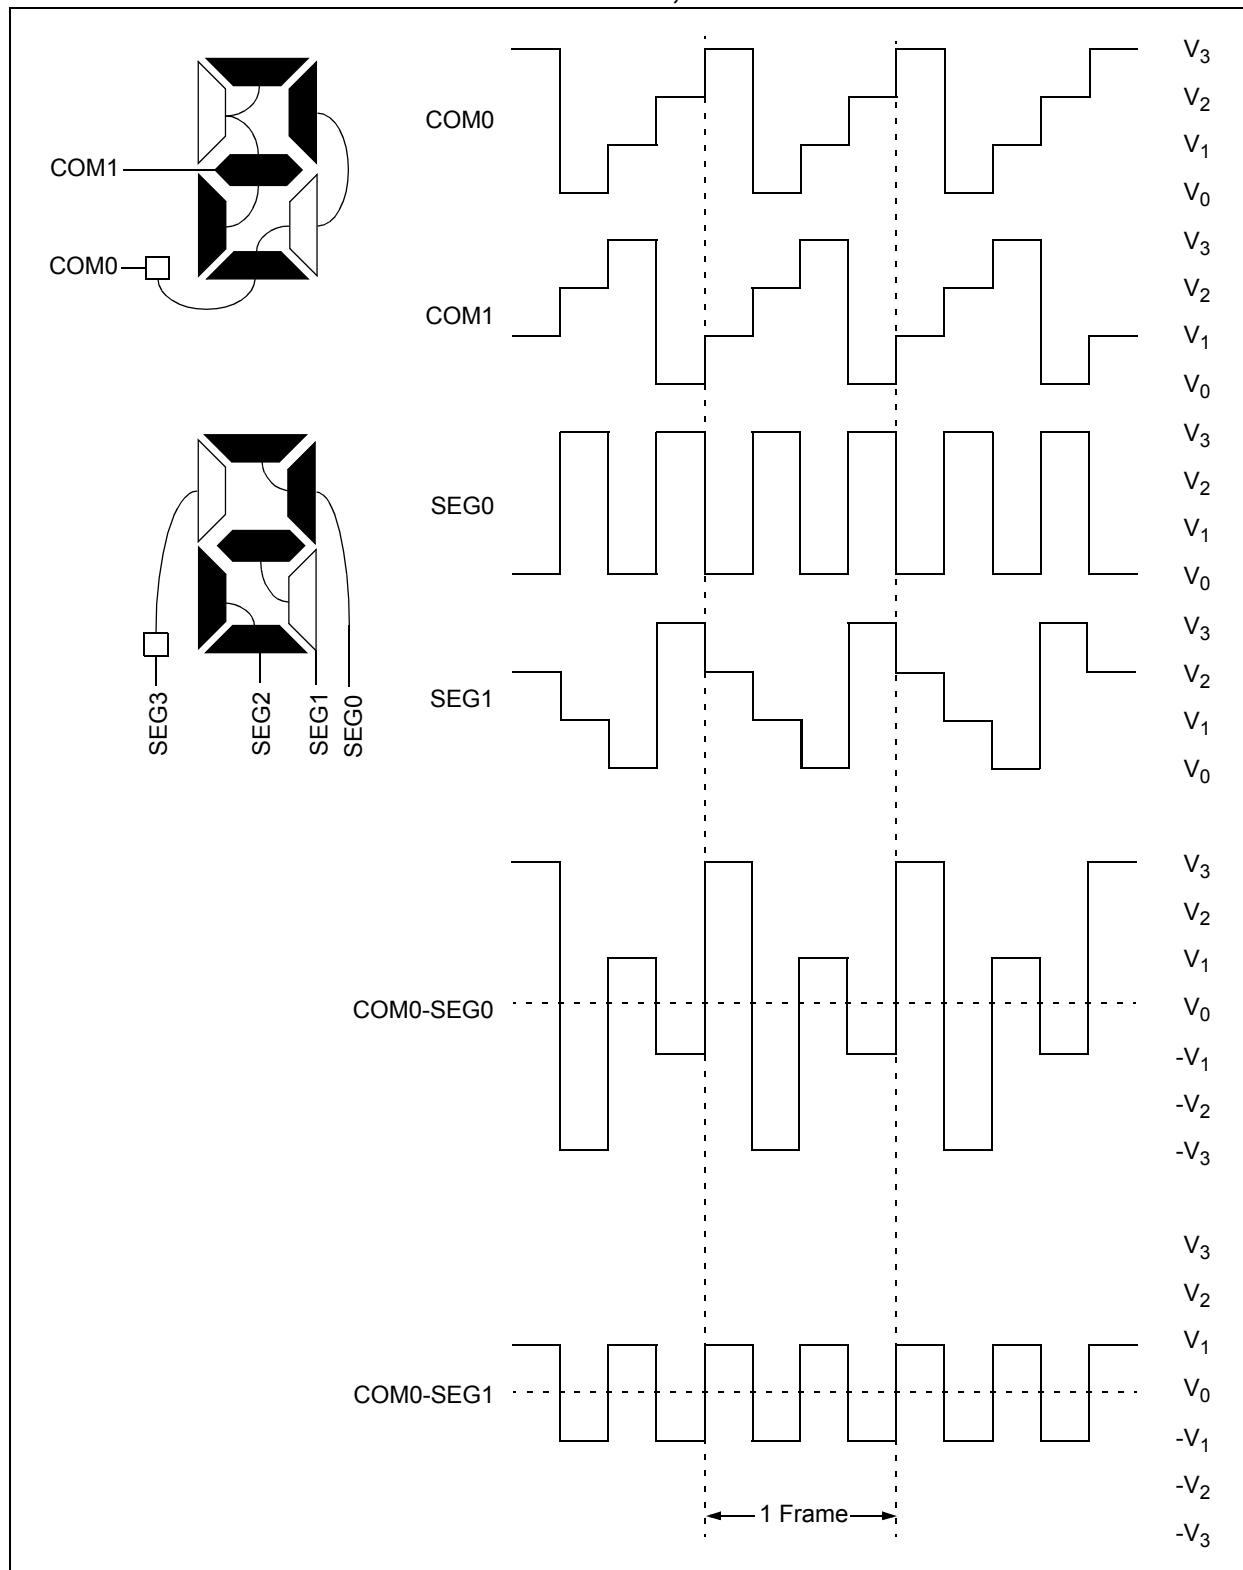 COM1
COM0
SEG3
SEG2
SEG1
SEG0
COM0
V3
V2
V1
V0
COM1
V3
V2
V1
V0
SEG0
V3
V2
V1
V0
SEG1
V3
V2
V1
V0
COM0-SEG0
V3
V2
V1
V0
-V1
-V2
-V3
COM0-SEG1
V3
V2
V1
V0
-V1
-V2
-V3
1 Frame